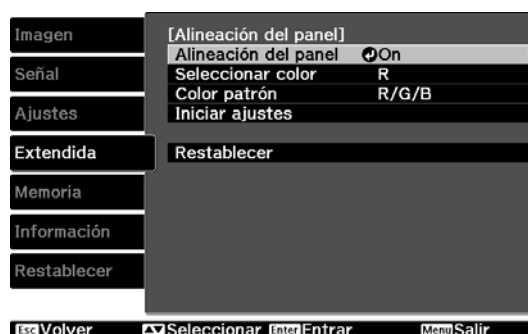 Imagen
Señal
Ajustes
Extendida
Memoria
Información
Restablecer
[Alineación del panel]
Alineación del panel On
Seleccionar color R
Color patrón R/G/B
Iniciar ajustes
Restablecer
Esc Volver Seleccionar Enter Entrar Menu Salir